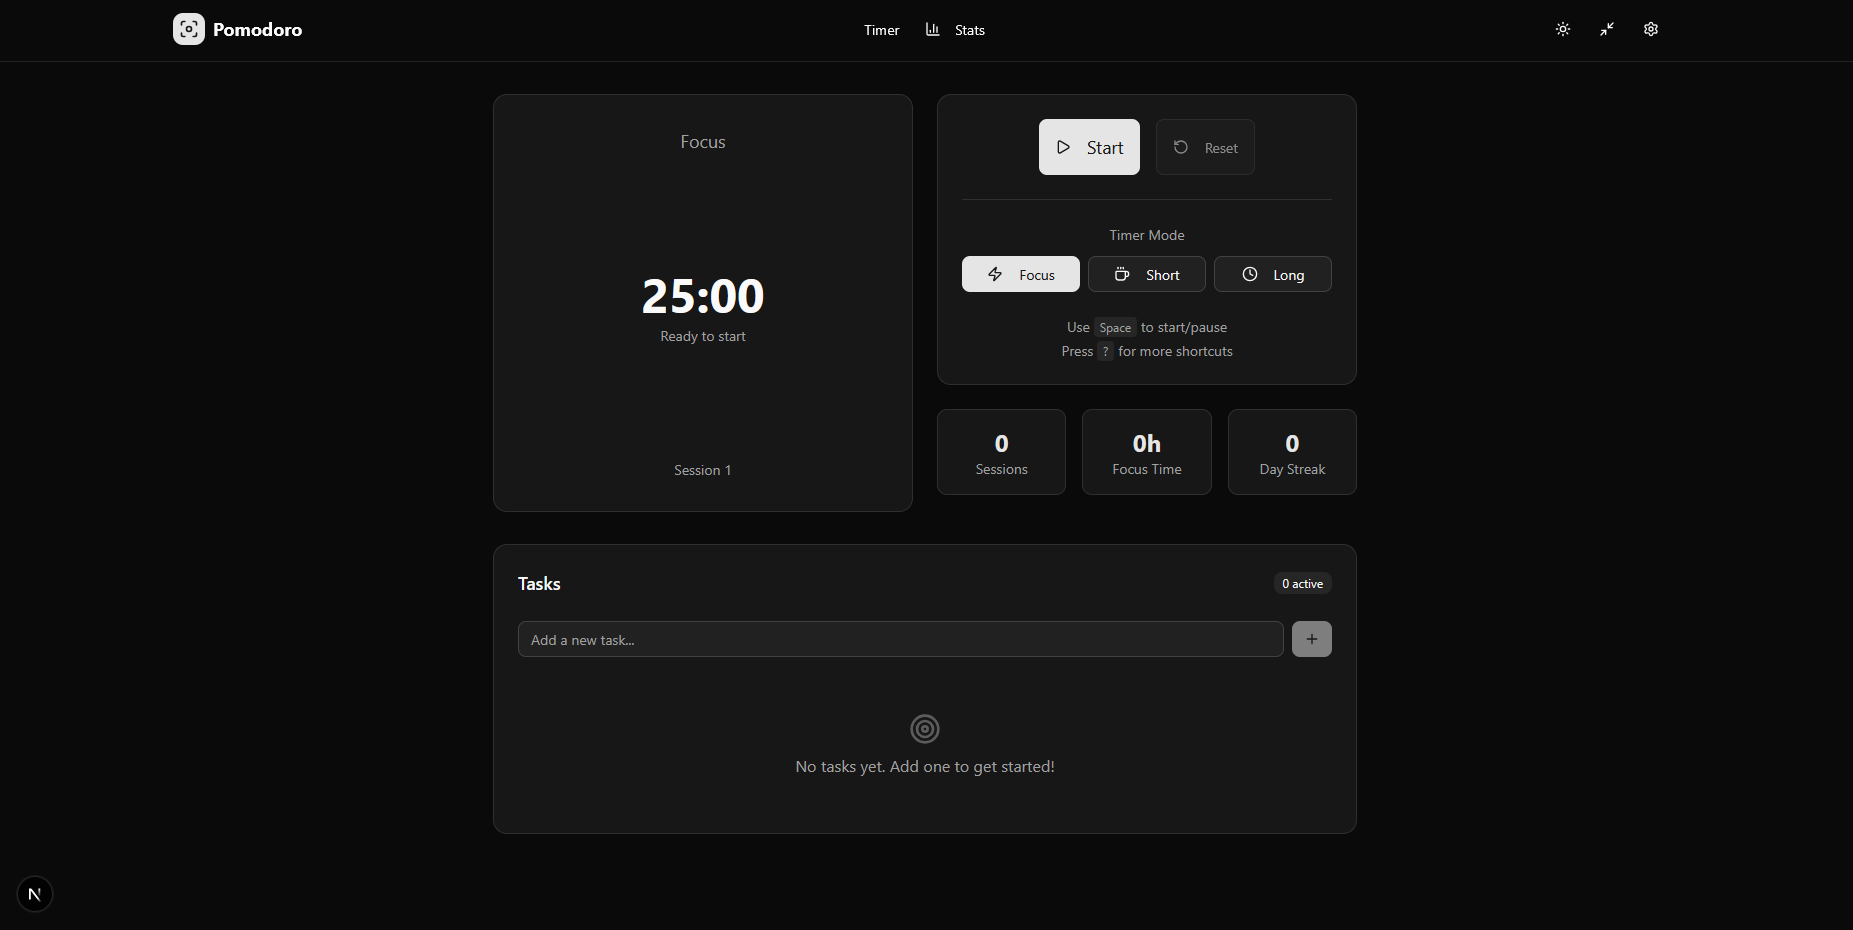 Pomodoro
Timer
Stats
Focus
25:00
Ready to start
Session 1
Start
Reset
Timer Mode
Focus
Short
Long
Use Space to start/pause
Press ? for more shortcuts
0
Sessions
0h
Focus Time
0
Day Streak
Tasks
0 active
Add a new task...
+
No tasks yet. Add one to get started!
N